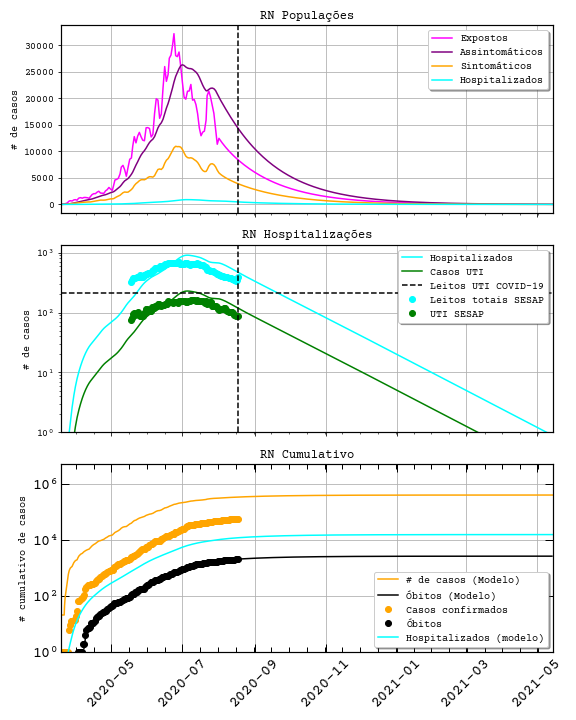 RN Populações
# de casos
30000
25000
20000
15000
10000
5000
0
Expostos
Assintomáticos
Sintomáticos
Hospitalizados
RN Hospitalizações
# de casos
10³
10²
10¹
10⁰
Hospitalizados
Casos UTI
Leitos UTI COVID-19
Leitos totais SESAP
UTI SESAP
RN Cumulativo
# cumulativo de casos
10⁶
10⁴
10²
10⁰
# de casos (Modelo)
Óbitos (Modelo)
Casos confirmados
Óbitos
Hospitalizados (modelo)
2020-05
2020-07
2020-09
2020-11
2021-01
2021-03
2021-05